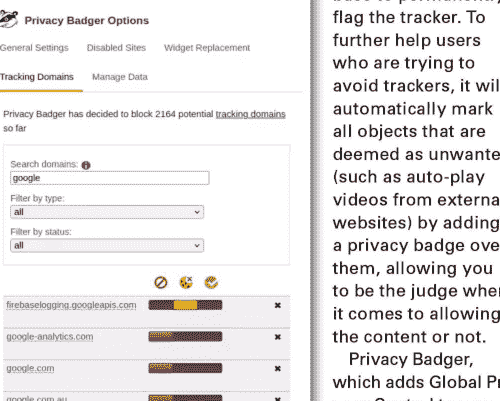 Privacy Badger Options
General Settings Disabled Sites Widget Replacement
Tracking Domains Manage Data
Privacy Badger has decided to block 2164 potential tracking domains
so far
Search domains:
google
Filter by type:
all
Filter by status:
all
firebaselogging.googleapis.com
google-analytics.com
google.com
google.com.au
flag the tracker. To
further help users
who are trying to
avoid trackers, it wil
automatically mark
all objects that are
deemed as unwante
(such as auto-play
videos from externa
websites) by adding
a privacy badge ove
them, allowing you
to be the judge whe
it comes to allowing
the content or not.
Privacy Badger,
which adds Global Pr